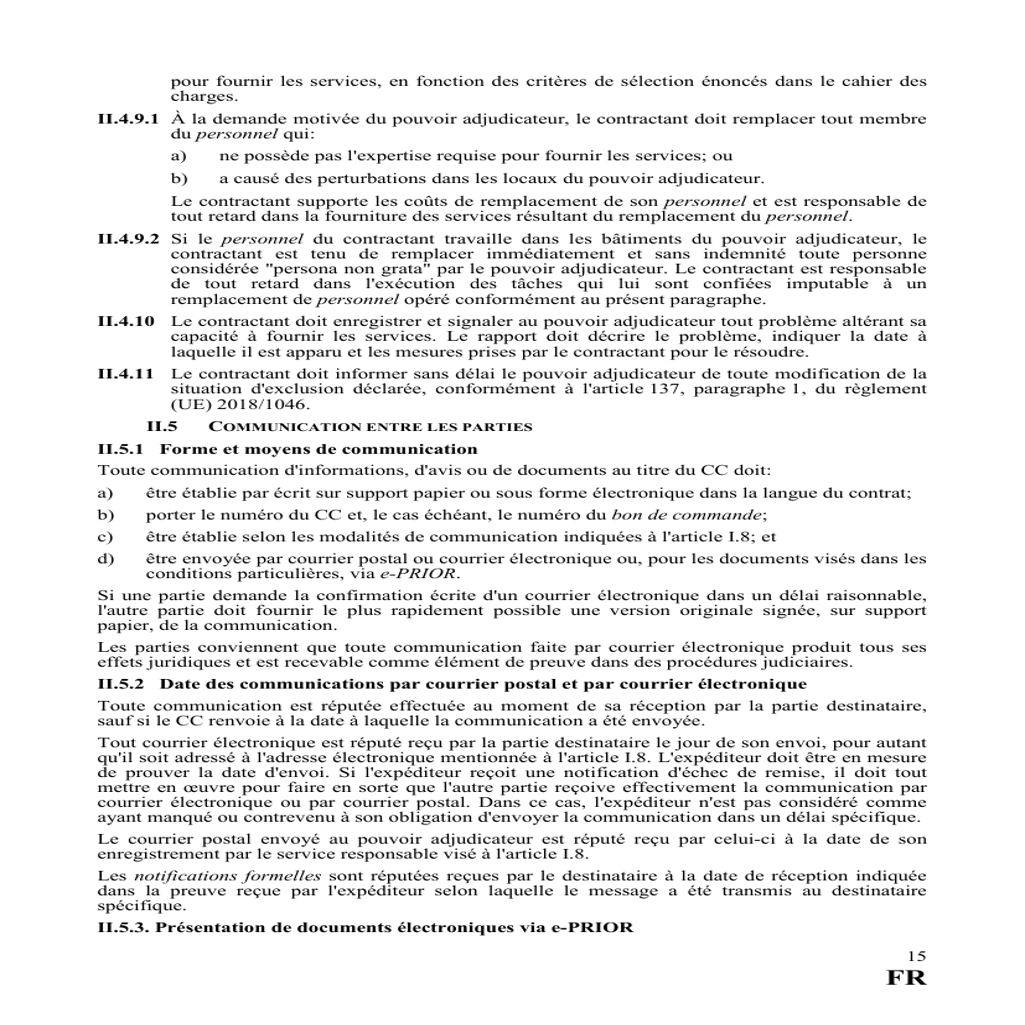 pour fournir les services, en fonction des critères de sélection énoncés dans le cahier des
charges.
II.4.9.1 À la demande motivée du pouvoir adjudicateur, le contractant doit remplacer tout membre
du personnel qui:
a) ne possède pas l'expertise requise pour fournir les services; ou
b) a causé des perturbations dans les locaux du pouvoir adjudicateur.
Le contractant supporte les coûts de remplacement de son personnel et est responsable de
tout retard dans la fourniture des services résultant du remplacement du personnel.
II.4.9.2 Si le personnel du contractant travaille dans les bâtiments du pouvoir adjudicateur, le
contractant est tenu de remplacer immédiatement et sans indemnité toute personne
considérée "persona non grata" par le pouvoir adjudicateur. Le contractant est responsable
de tout retard dans l'exécution des tâches qui lui sont confiées imputable à un
remplacement de personnel opéré conformément au présent paragraphe.
II.4.10 Le contractant doit enregistrer et signaler au pouvoir adjudicateur tout problème altérant sa
capacité à fournir les services. Le rapport doit décrire le problème, indiquer la date à
laquelle il est apparu et les mesures prises par le contractant pour le résoudre.
II.4.11 Le contractant doit informer sans délai le pouvoir adjudicateur de toute modification de la
situation d'exclusion déclarée, conformément à l'article 137, paragraphe 1, du règlement
(UE) 2018/1046.
II.5 COMMUNICATION ENTRE LES PARTIES
II.5.1 Forme et moyens de communication
Toute communication d'informations, d'avis ou de documents au titre du CC doit:
a) être établie par écrit sur support papier ou sous forme électronique dans la langue du contrat;
b) porter le numéro du CC et, le cas échéant, le numéro du bon de commande;
c) être établie selon les modalités de communication indiquées à l'article I.8; et
d) être envoyée par courrier postal ou courrier électronique ou, pour les documents visés dans les
conditions particulières, via e-PRIOR.
Si une partie demande la confirmation écrite d'un courrier électronique dans un délai raisonnable,
l'autre partie doit fournir le plus rapidement possible une version originale signée, sur support
papier, de la communication.
Les parties conviennent que toute communication faite par courrier électronique produit tous ses
effets juridiques et est recevable comme élément de preuve dans des procédures judiciaires.
II.5.2 Date des communications par courrier postal et par courrier électronique
Toute communication est réputée effectuée au moment de sa réception par la partie destinataire,
sauf si le CC renvoie à la date à laquelle la communication a été envoyée.
Tout courrier électronique est réputé reçu par la partie destinataire le jour de son envoi, pour autant
qu'il soit adressé à l'adresse électronique mentionnée à l'article I.8. L'expéditeur doit être en mesure
de prouver la date d'envoi. Si l'expéditeur reçoit une notification d'échec de remise, il doit tout
mettre en œuvre pour faire en sorte que l'autre partie reçoive effectivement la communication par
courrier électronique ou par courrier postal. Dans ce cas, l'expéditeur n'est pas considéré comme
ayant manqué ou contrevenu à son obligation d'envoyer la communication dans un délai spécifique.
Le courrier postal envoyé au pouvoir adjudicateur est réputé reçu par celui-ci à la date de son
enregistrement par le service responsable visé à l'article I.8.
Les notifications formelles sont réputées reçues par le destinataire à la date de réception indiquée
dans la preuve reçue par l'expéditeur selon laquelle le message a été transmis au destinataire
spécifique.
II.5.3. Présentation de documents électroniques via e-PRIOR
15
FR